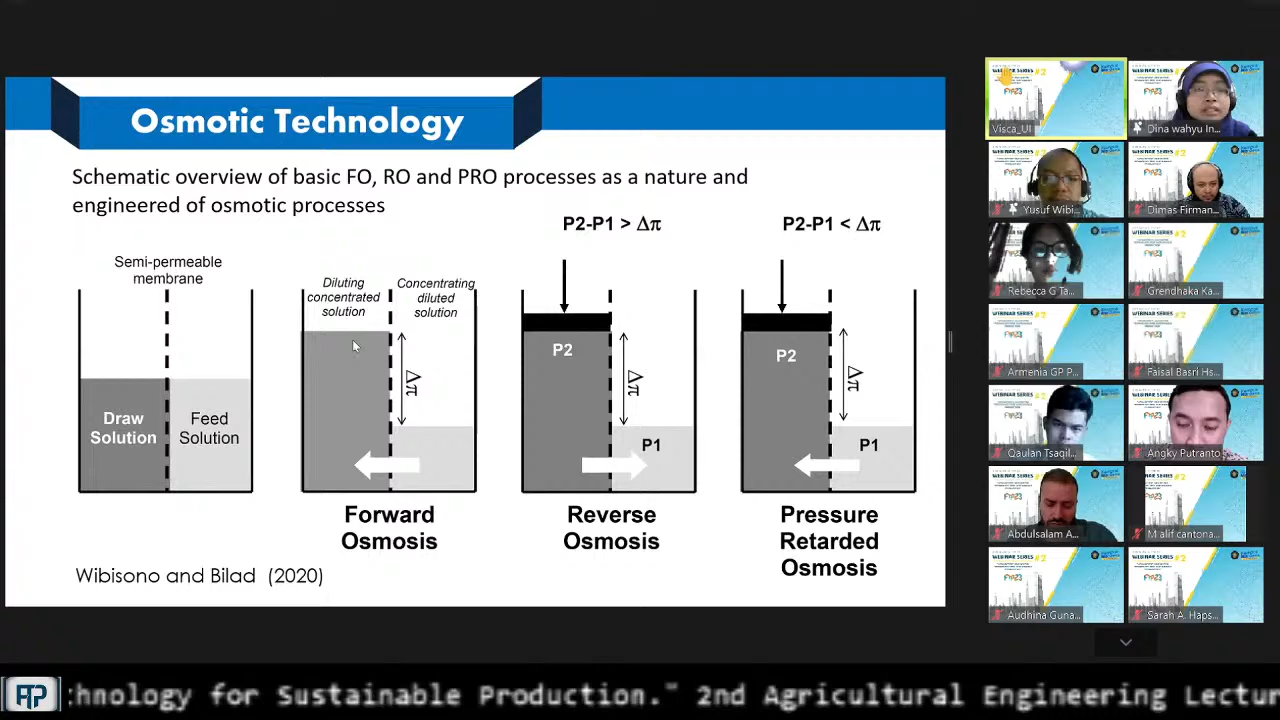 Osmotic Technology
Schematic overview of basic FO, RO and PRO processes as a nature and
engineered of osmotic processes
P2-P1 > Δπ
P2-P1 < Δπ
Semi-permeable
membrane
Diluting
concentrated
solution
Concentrating
diluted
solution
Draw
Solution
Feed
Solution
Δπ
P2
Δπ
P1
P2
Δπ
P1
Forward
Osmosis
Reverse
Osmosis
Pressure
Retarded
Osmosis
Wibisono and Bilad (2020)
WEBINAR SERIES #2
Visca_UI
Dina wahyu In...
Yusuf Wibi...
Dimas Firman...
Rebecca G Ta...
Grendhaka Ka...
Armenia GP P...
Faisal Basri Hs...
Qaulan Tsaqil...
Angky Putranto
Abdulsalam A...
M alif cantona...
Audhina Guna...
Sarah A. Haps...
chnology for Sustainable Production." 2nd Agricultural Engineering Lectur